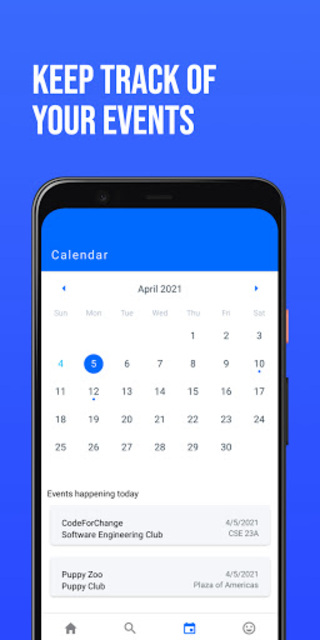 KEEP TRACK OF
YOUR EVENTS
Calendar
April 2021
Sun Mon Tue Wed Thu Fri Sat
1 2 3
4 5 6 7 8 9 10
11 12 13 14 15 16 17
18 19 20 21 22 23 24
25 26 27 28 29 30
Events happening today
CodeForChange 4/5/2021
Software Engineering Club CSE 23A
Puppy Zoo 4/5/2021
Puppy Club Plaza of Americas